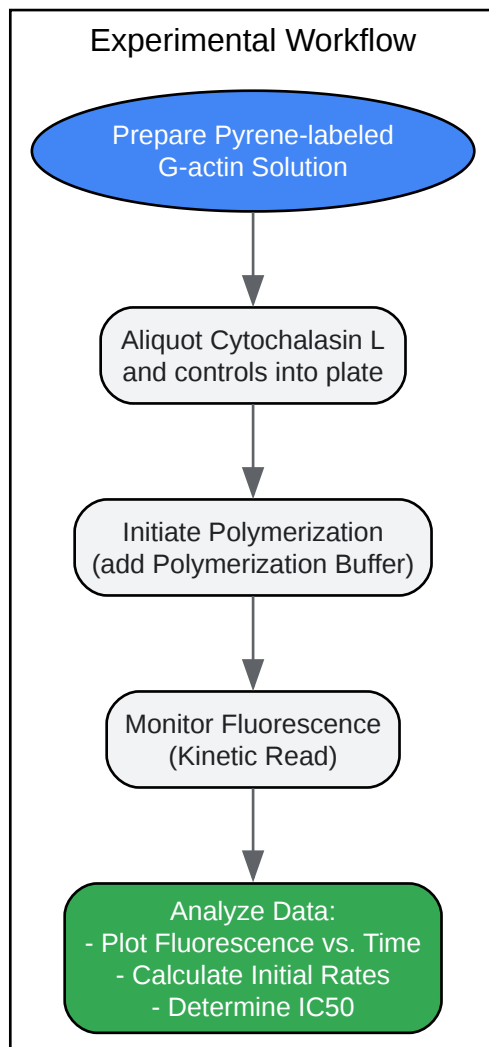 Experimental Workflow
Prepare Pyrene-labeled
G-actin Solution
Aliquot Cytochalasin L
and controls into plate
Initiate Polymerization
(add Polymerization Buffer)
Monitor Fluorescence
(Kinetic Read)
Analyze Data:
- Plot Fluorescence vs. Time
- Calculate Initial Rates
- Determine IC50